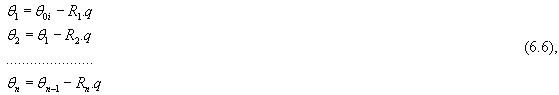 θ₁ = θ₀ᵢ − R₁.q
θ₂ = θ₁ − R₂.q
(6.6),
......................
θₙ = θₙ₋₁ − Rₙ.q